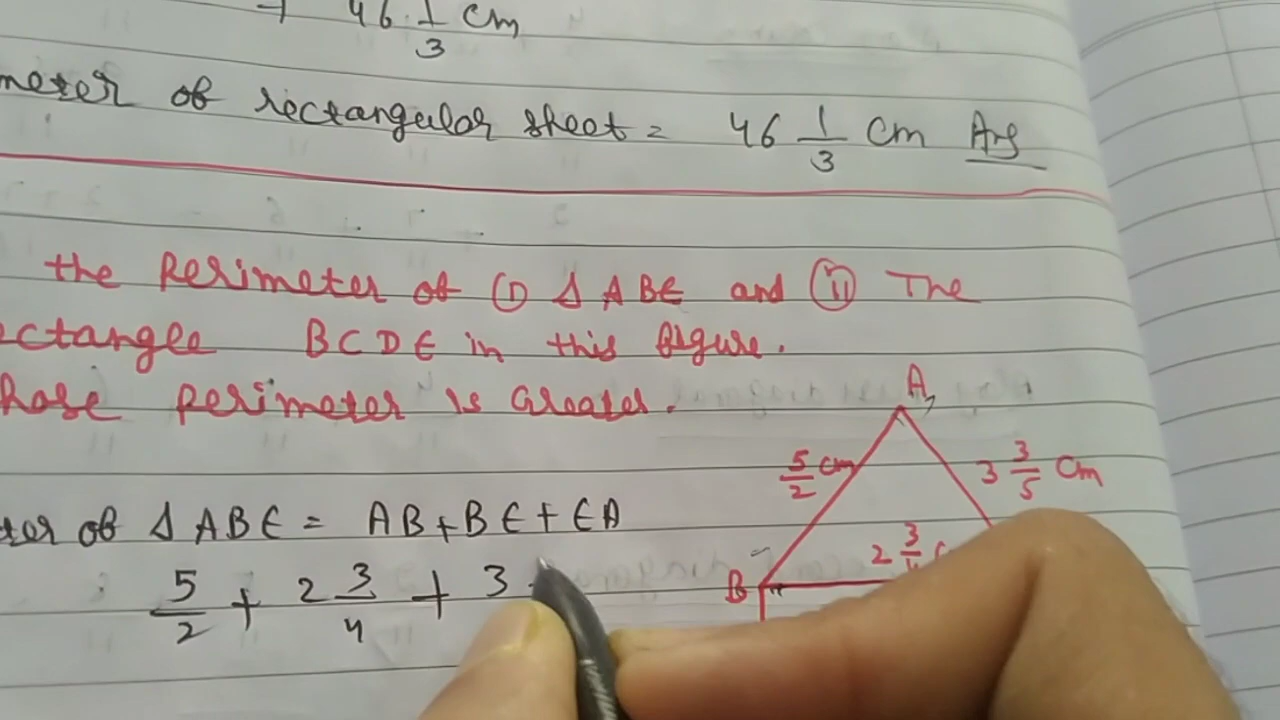 46 1/3 cm
meter of rectangular sheet = 46 1/3 cm Ans
the Perimeter of (i) Δ ABE and (ii) The
ectangle BCDE in this figure.
hose perimeter is Greater.
A
5/2 cm
3 3/5 cm
ter of Δ ABE = AB + BE + EA
2 3/4
B
5/2 + 2 3/4 + 3